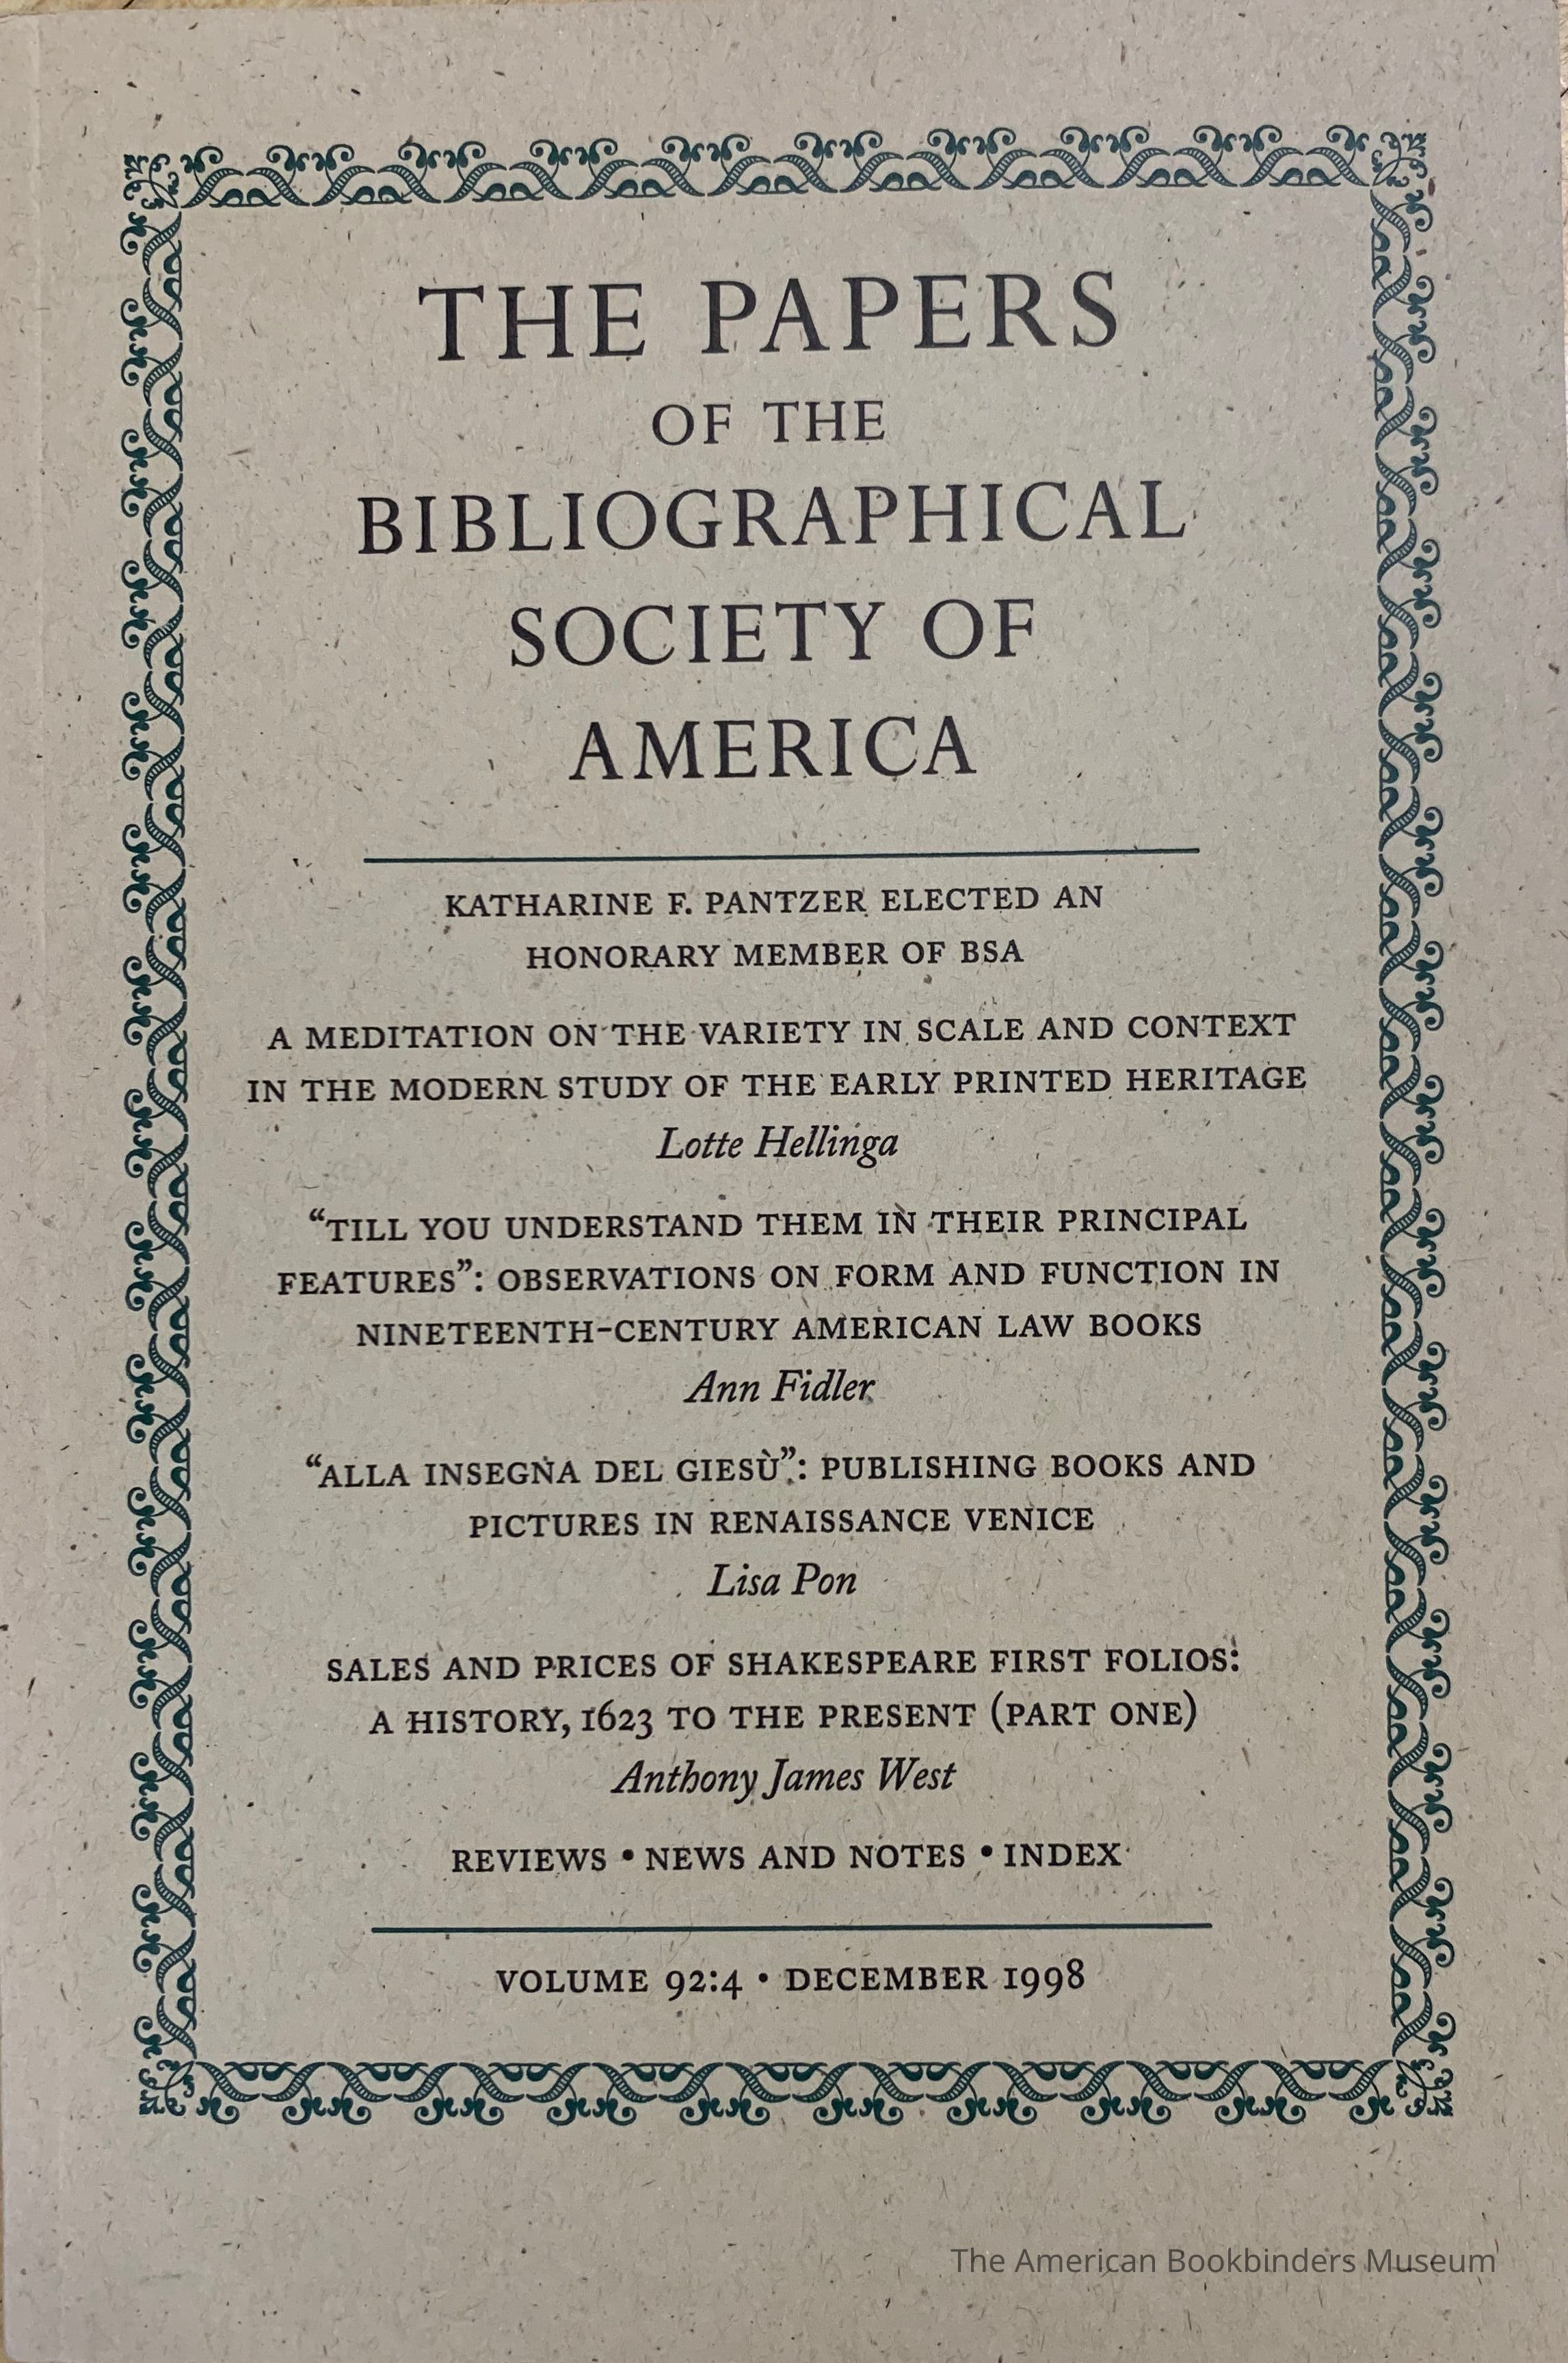 THE PAPERS
OF THE
BIBLIOGRAPHICAL
SOCIETY OF
AMERICA
KATHARINE F. PANTZER ELECTED AN
HONORARY MEMBER OF BSA
A MEDITATION ON THE VARIETY IN SCALE AND CONTEXT
IN THE MODERN STUDY OF THE EARLY PRINTED HERITAGE
Lotte Hellinga
“TILL YOU UNDERSTAND THEM IN THEIR PRINCIPAL
FEATURES”: OBSERVATIONS ON FORM AND FUNCTION IN
NINETEENTH-CENTURY AMERICAN LAW BOOKS
Ann Fidler
“ALLA INSEGNA DEL GIESÙ”: PUBLISHING BOOKS AND
PICTURES IN RENAISSANCE VENICE
Lisa Pon
SALES AND PRICES OF SHAKESPEARE FIRST FOLIOS:
A HISTORY, 1623 TO THE PRESENT (PART ONE)
Anthony James West
REVIEWS • NEWS AND NOTES • INDEX
VOLUME 92:4 • DECEMBER 1998
The American Bookbinders Museum